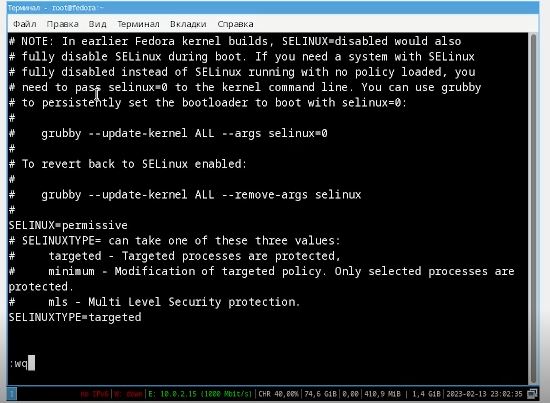 Терминал - root@fedora:~
Файл Правка Вид Терминал Вкладки Справка
# NOTE: In earlier Fedora kernel builds, SELINUX=disabled would also
# fully disable SELinux during boot. If you need a system with SELinux
# fully disabled instead of SELinux running with no policy loaded, you
# need to pass selinux=0 to the kernel command line. You can use grubby
# to persistently set the bootloader to boot with selinux=0:
#
#    grubby --update-kernel ALL --args selinux=0
#
# To revert back to SELinux enabled:
#
#    grubby --update-kernel ALL --remove-args selinux
#
SELINUX=permissive
# SELINUXTYPE= can take one of these three values:
#     targeted - Targeted processes are protected,
#     minimum - Modification of targeted policy. Only selected processes are
protected.
#     mls - Multi Level Security protection.
SELINUXTYPE=targeted
:wq
1 no IPv6 | W: down | E: 10.0.2.15 (1000 Mbit/s) | CHR 40,00% | 74,6 GiB | 0,00 | 410,9 MiB | 1,4 GiB | 2023-02-13 23:02:35